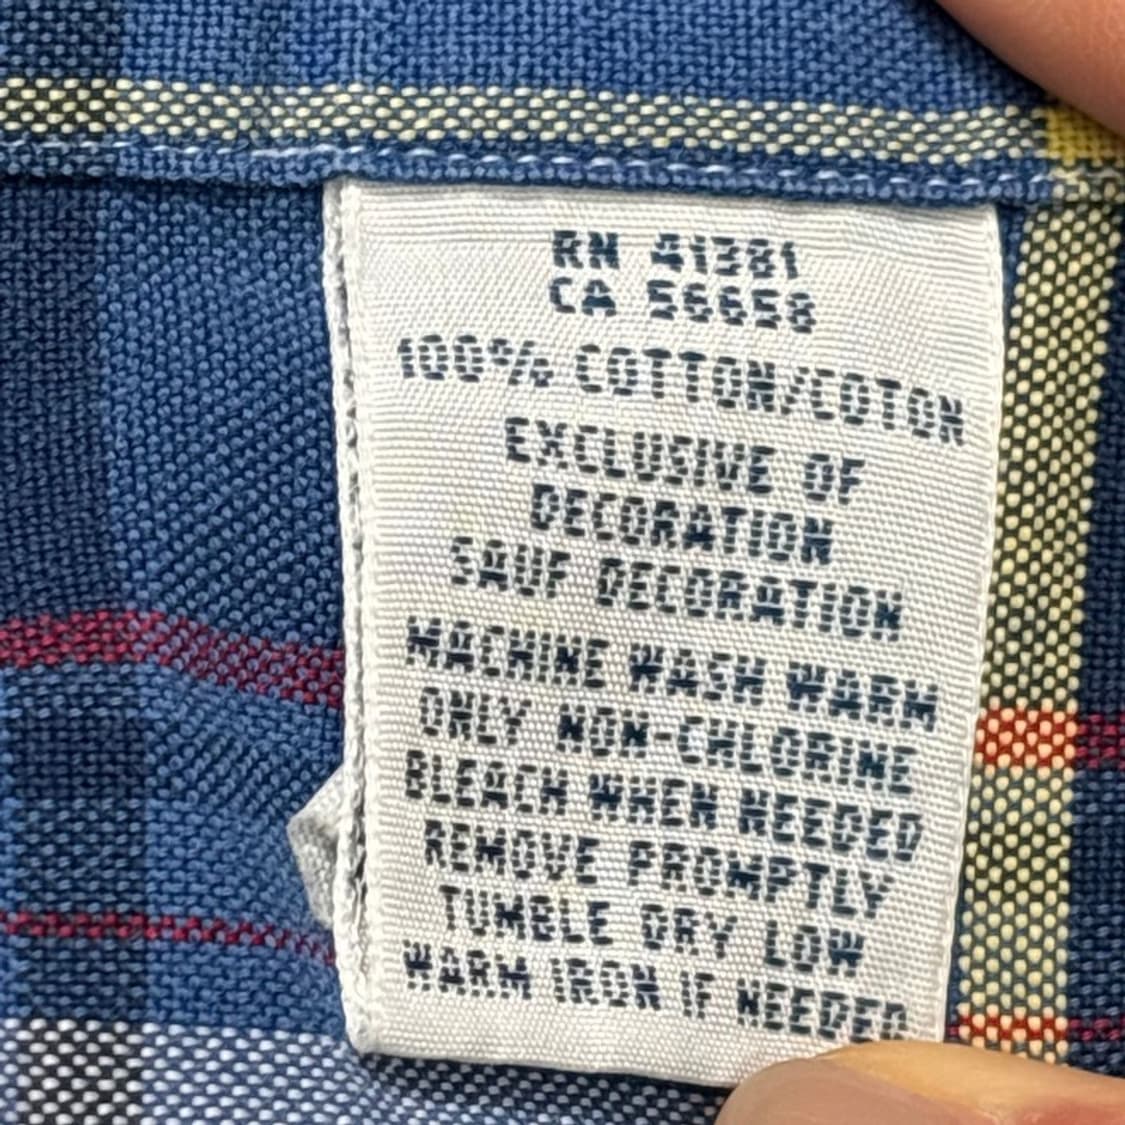 RN 41381
CA 56658
100% COTTON/COTON
EXCLUSIVE OF
DECORATION
SAUF DECORATION
MACHINE WASH WARM
ONLY NON-CHLORINE
BLEACH WHEN NEEDED
REMOVE PROMPTLY
TUMBLE DRY LOW
WARM IRON IF NEEDED